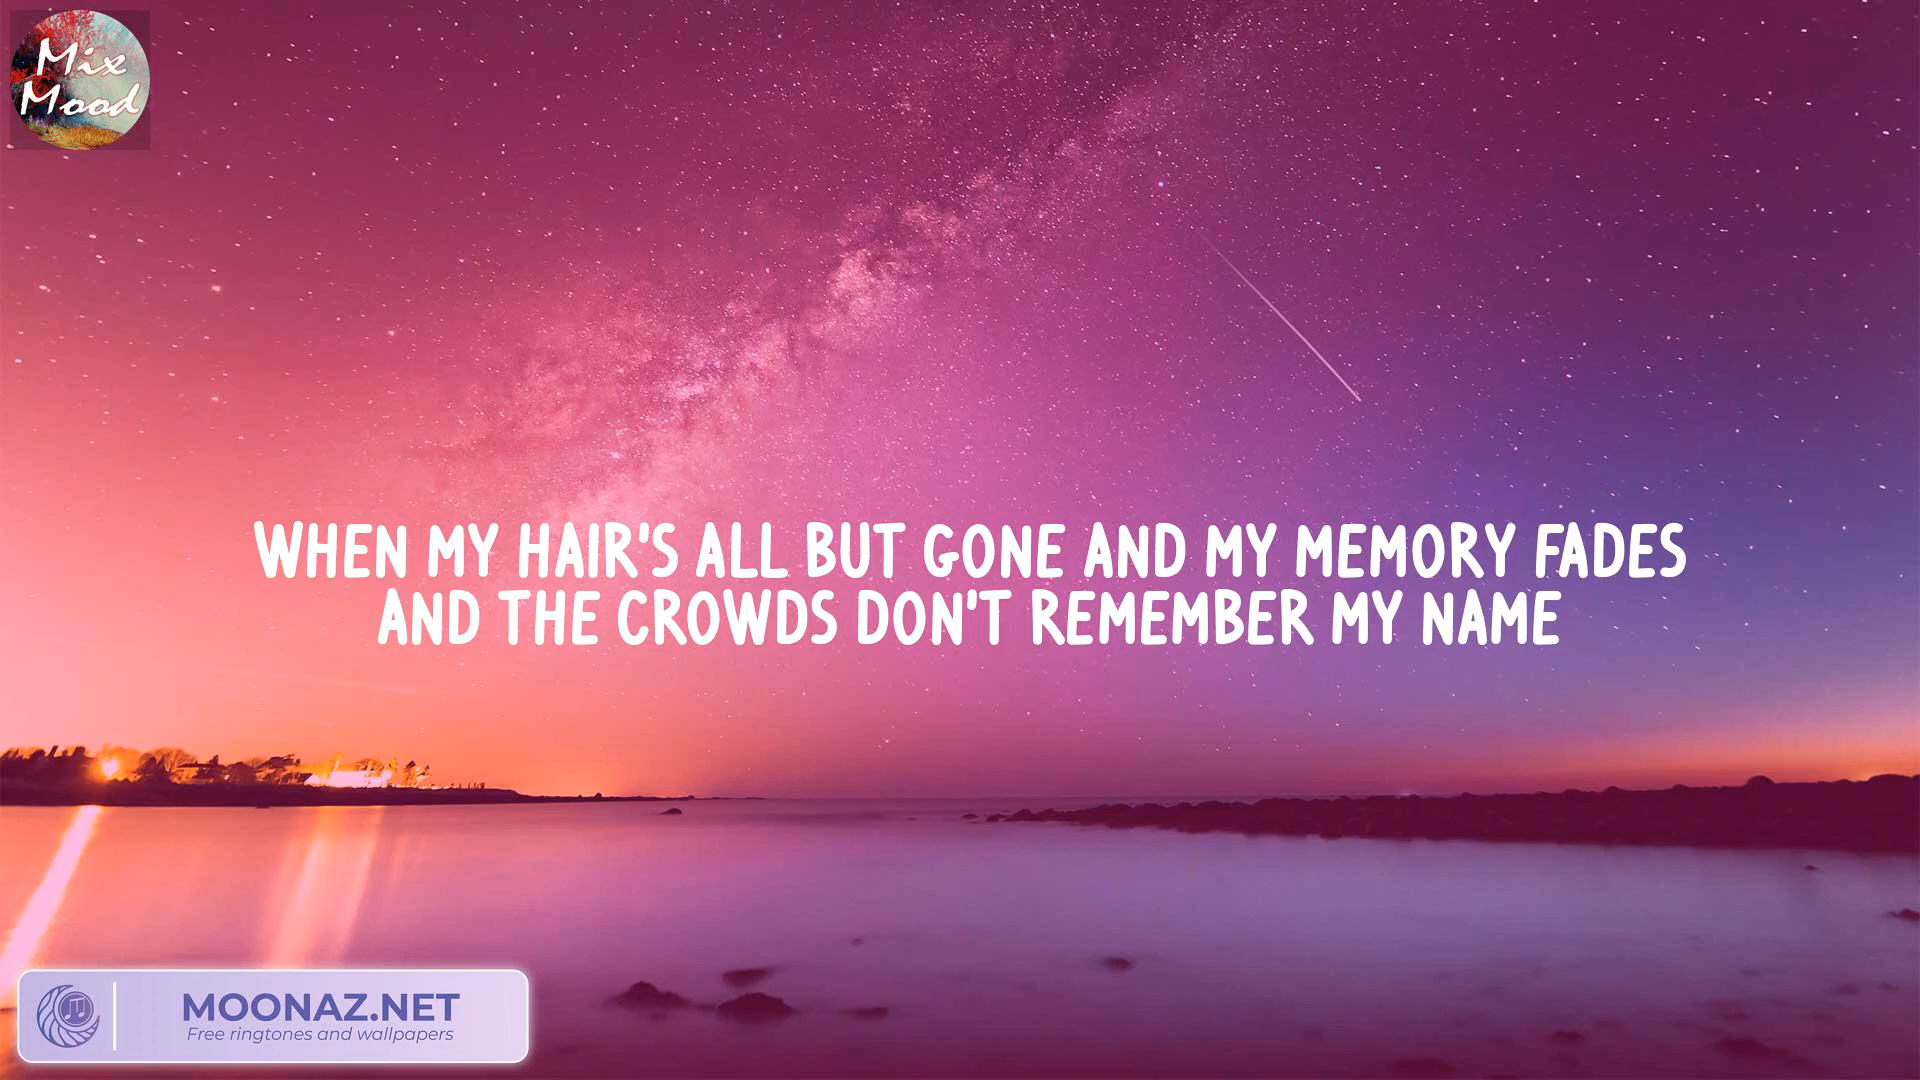 Mix
Mood
WHEN MY HAIR'S ALL BUT GONE AND MY MEMORY FADES
AND THE CROWDS DON'T REMEMBER MY NAME
MOONAZ.NET
Free ringtones and wallpapers